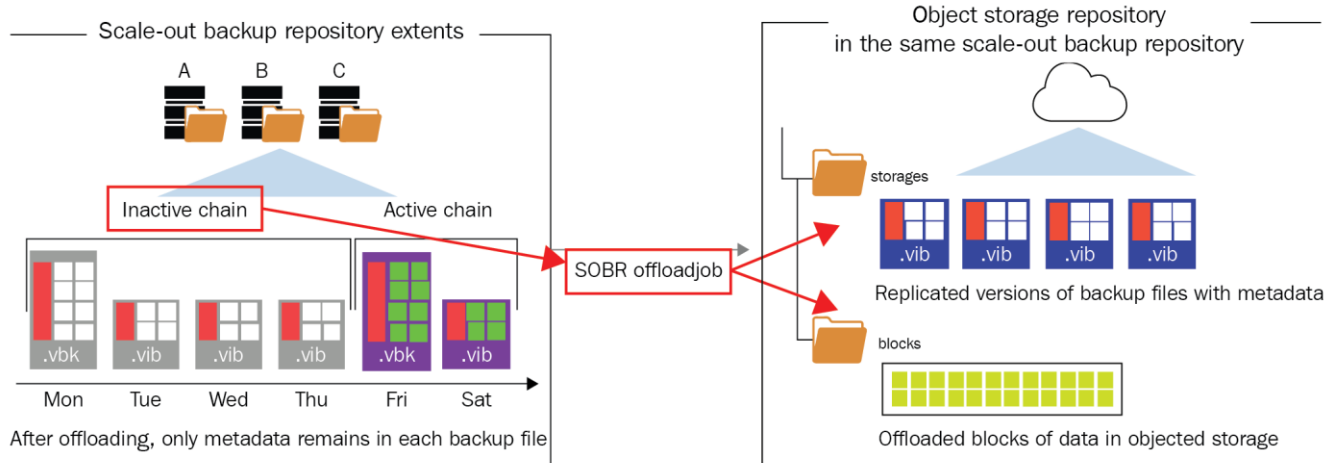 Scale-out backup repository extents
A B C
Inactive chain
Active chain
.vbk .vib .vib .vib .vbk .vib
Mon Tue Wed Thu Fri Sat
After offloading, only metadata remains in each backup file
SOBR offloadjob
Object storage repository
in the same scale-out backup repository
storages
.vib .vib .vib .vib
Replicated versions of backup files with metadata
blocks
Offloaded blocks of data in objected storage